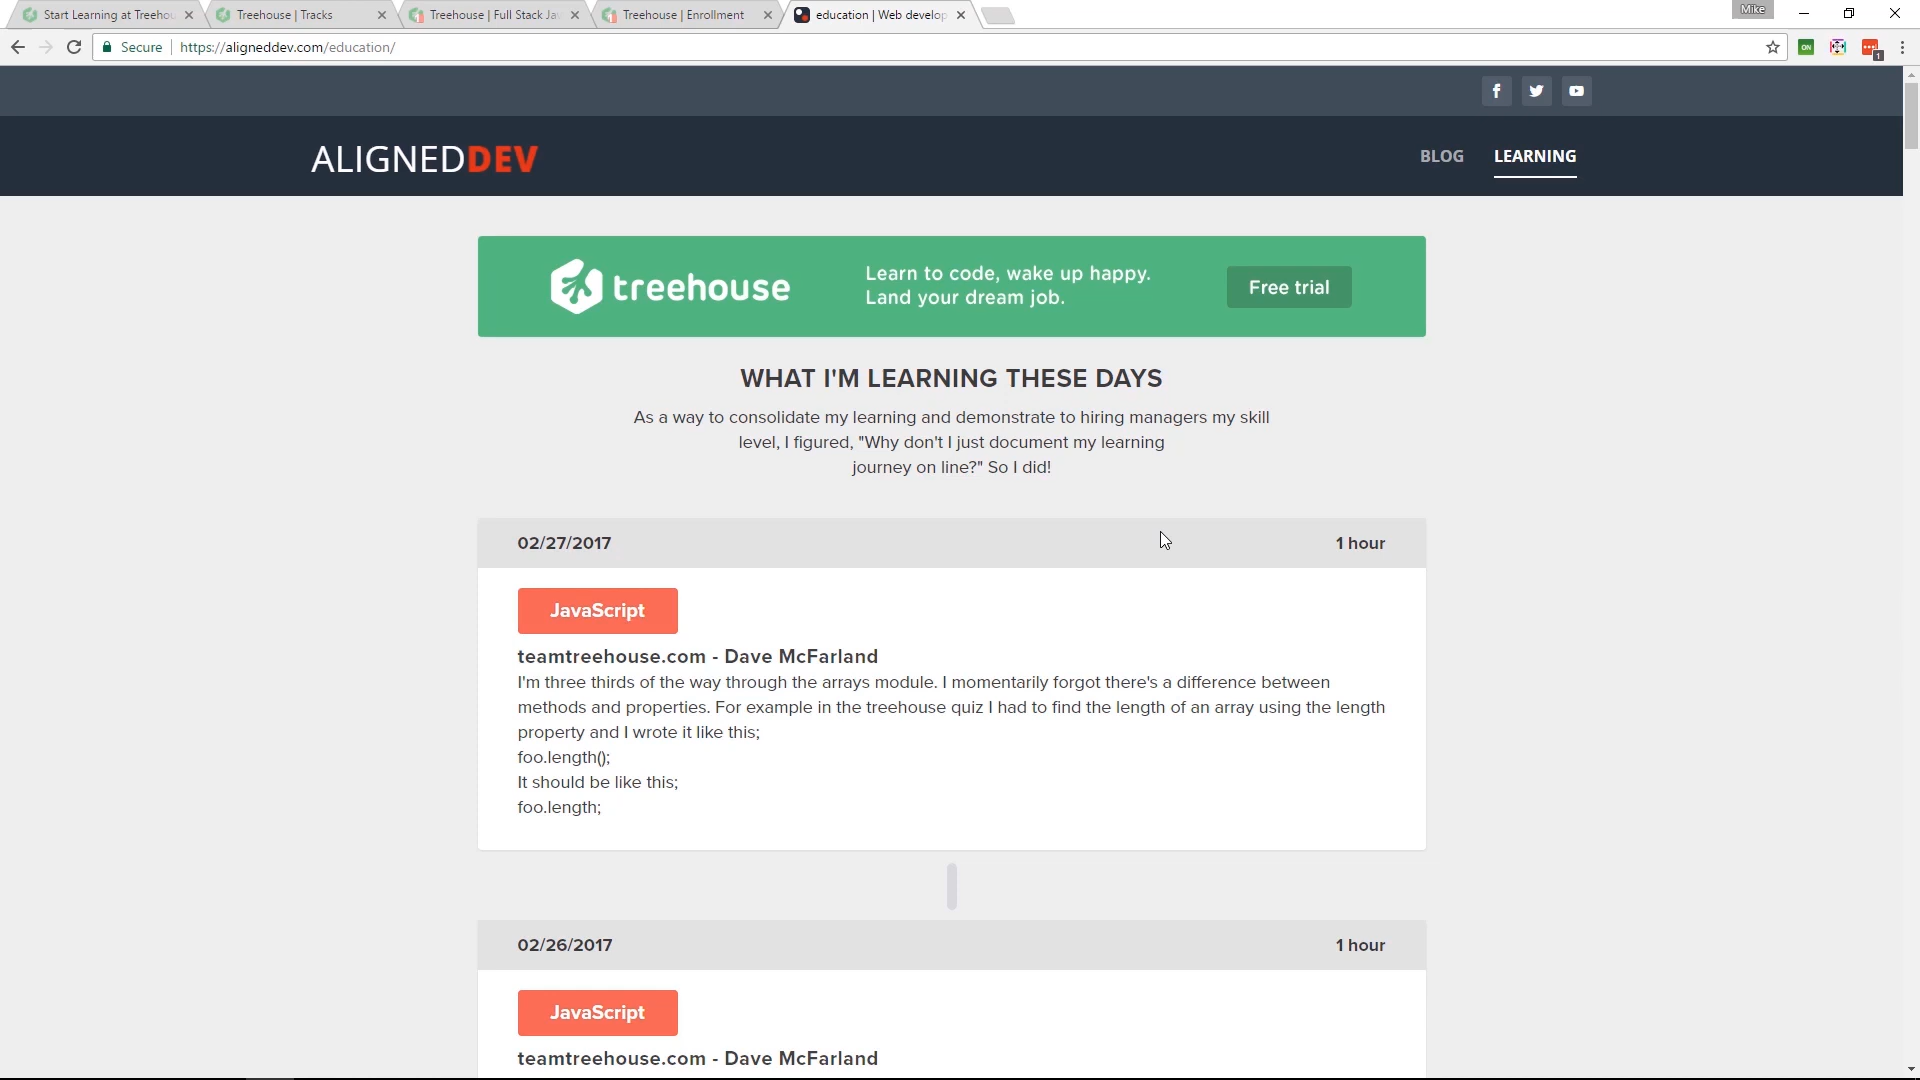 Start Learning at Treehou
Treehouse | Tracks
Treehouse | Full Stack Ja
Treehouse | Enrollment
education | Web develop
Mike
Secure
https://aligneddev.com/education/
ON
1
ALIGNEDDEV
BLOG
LEARNING
treehouse
Learn to code, wake up happy.
Land your dream job.
Free trial
WHAT I'M LEARNING THESE DAYS
As a way to consolidate my learning and demonstrate to hiring managers my skill
level, I figured, "Why don't I just document my learning
journey on line?" So I did!
02/27/2017
1 hour
JavaScript
teamtreehouse.com - Dave McFarland
I'm three thirds of the way through the arrays module. I momentarily forgot there's a difference between
methods and properties. For example in the treehouse quiz I had to find the length of an array using the length
property and I wrote it like this;
foo.length();
It should be like this;
foo.length;
02/26/2017
1 hour
JavaScript
teamtreehouse.com - Dave McFarland